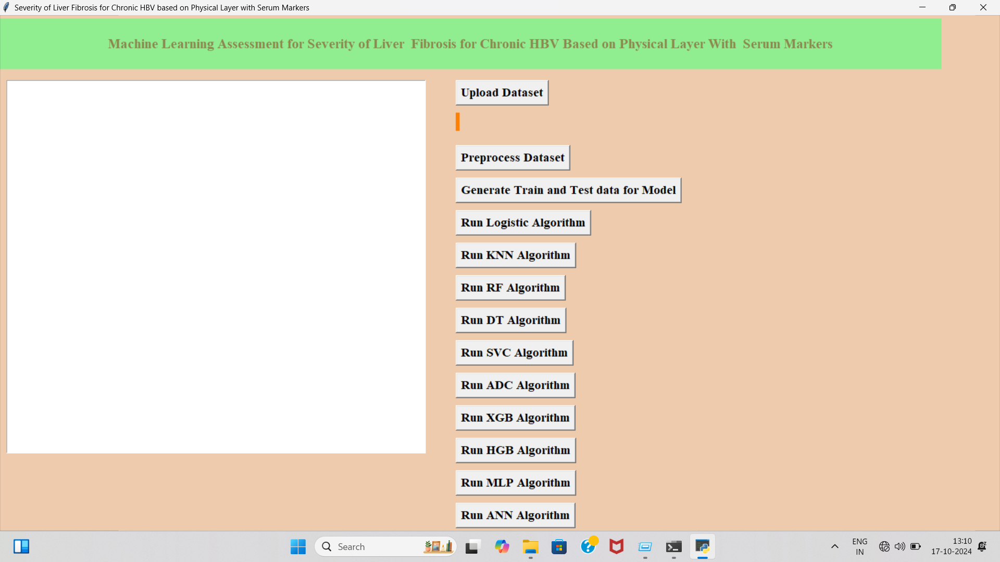 Severity of Liver Fibrosis for Chronic HBV based on Physical Layer with Serum Markers
Machine Learning Assessment for Severity of Liver  Fibrosis for Chronic HBV Based on Physical Layer With  Serum Markers
Upload Dataset
Preprocess Dataset
Generate Train and Test data for Model
Run Logistic Algorithm
Run KNN Algorithm
Run RF Algorithm
Run DT Algorithm
Run SVC Algorithm
Run ADC Algorithm
Run XGB Algorithm
Run HGB Algorithm
Run MLP Algorithm
Run ANN Algorithm
Search
ENG
IN
13:10
17-10-2024